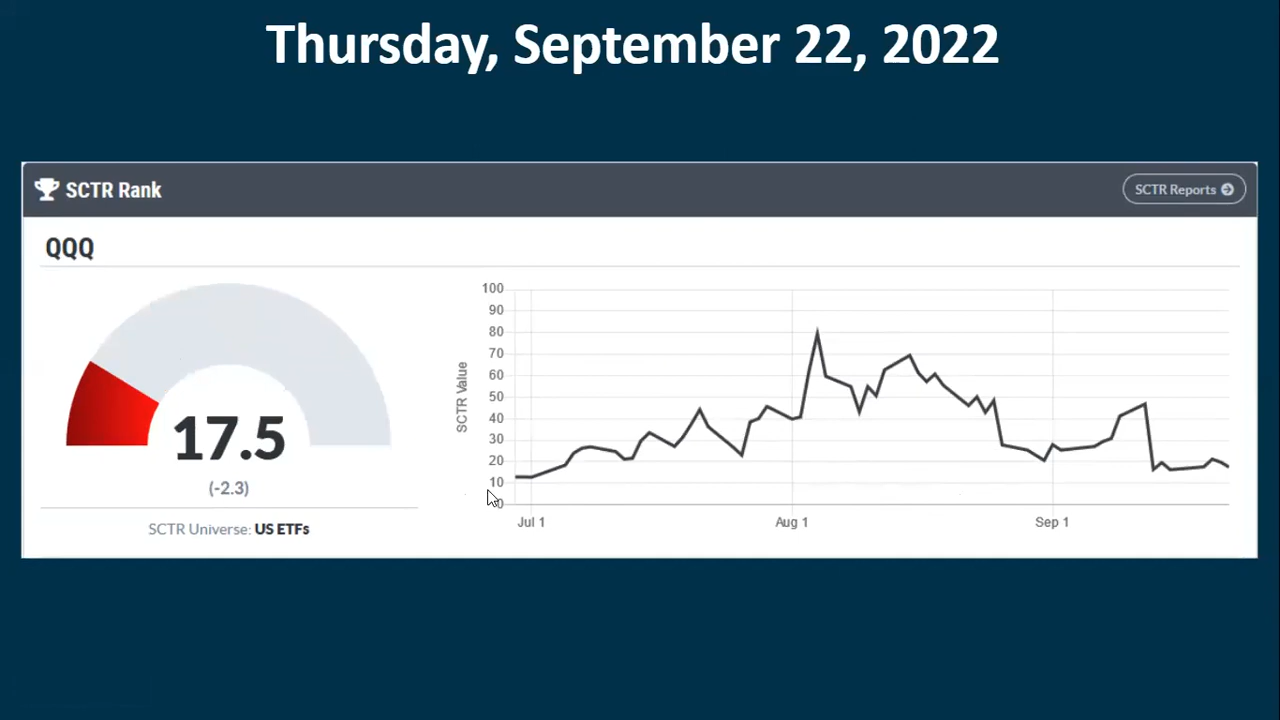 Thursday, September 22, 2022
SCTR Rank
SCTR Reports
QQQ
17.5
(-2.3)
SCTR Universe: US ETFs
SCTR Value
100
90
80
70
60
50
40
30
20
10
0
Jul 1
Aug 1
Sep 1